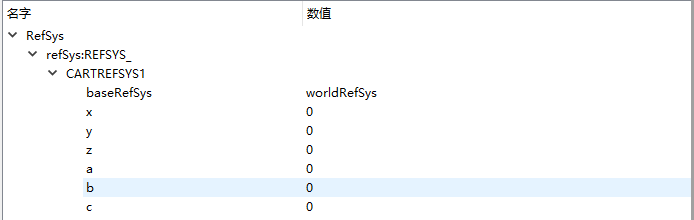 名字 数值
RefSys
refSys:REFSYS_
CARTREFSYS1
baseRefSys worldRefSys
x 0
y 0
z 0
a 0
b 0
c 0